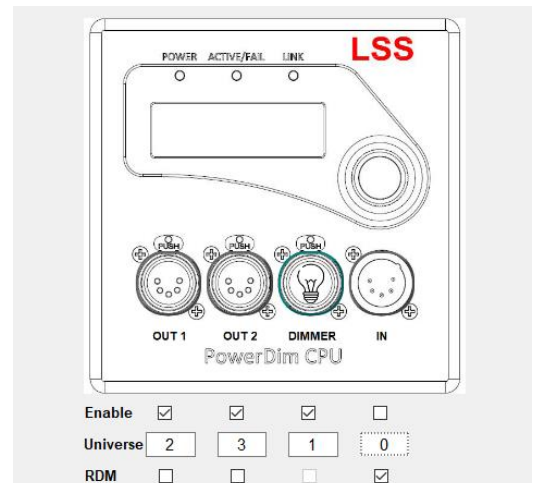 LSS
POWER ACTIVE/FAIL LINK
PUSH PUSH PUSH
OUT 1 OUT 2 DIMMER IN
PowerDim CPU
Enable
Universe 2 3 1 0
RDM